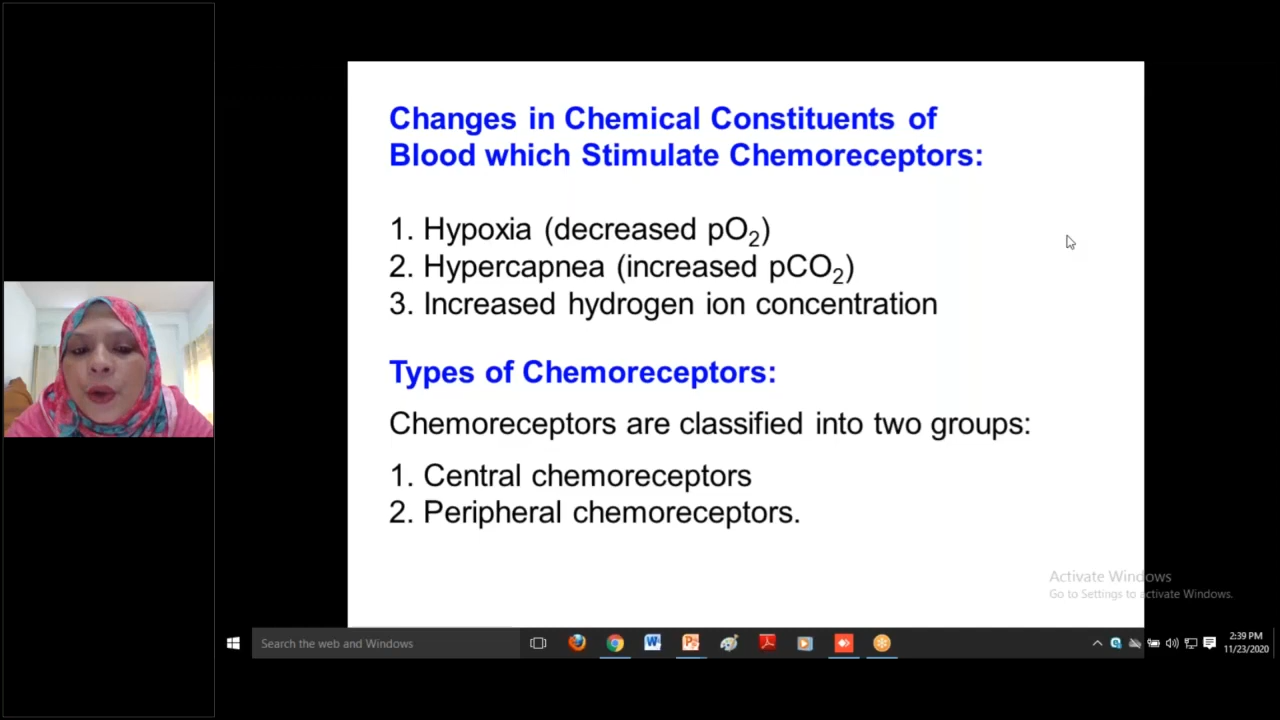 Changes in Chemical Constituents of
Blood which Stimulate Chemoreceptors:
1. Hypoxia (decreased pO₂)
2. Hypercapnea (increased pCO₂)
3. Increased hydrogen ion concentration
Types of Chemoreceptors:
Chemoreceptors are classified into two groups:
1. Central chemoreceptors
2. Peripheral chemoreceptors.
Activate Windows
Go to Settings to activate Windows.
Search the web and Windows
2:39 PM
11/23/2020